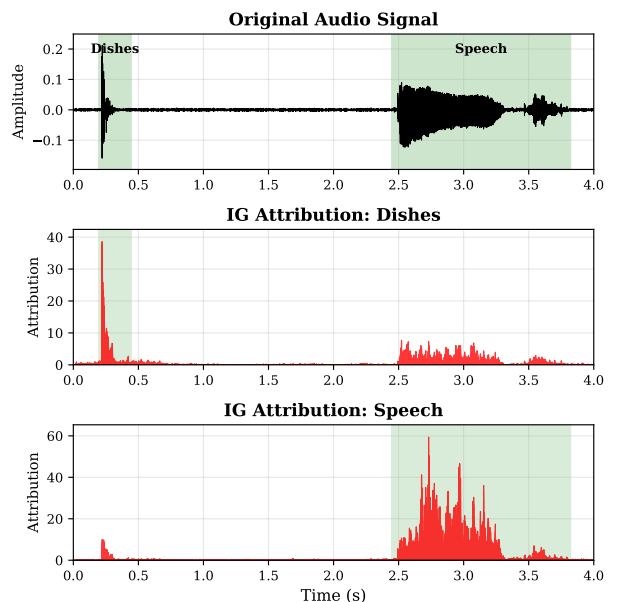 Original Audio Signal
Dishes
Speech
Amplitude
0.2
0.1
0.0
−0.1
0.0 0.5 1.0 1.5 2.0 2.5 3.0 3.5 4.0
IG Attribution: Dishes
Attribution
40
30
20
10
0
0.0 0.5 1.0 1.5 2.0 2.5 3.0 3.5 4.0
IG Attribution: Speech
Attribution
60
40
20
0
0.0 0.5 1.0 1.5 2.0 2.5 3.0 3.5 4.0
Time (s)